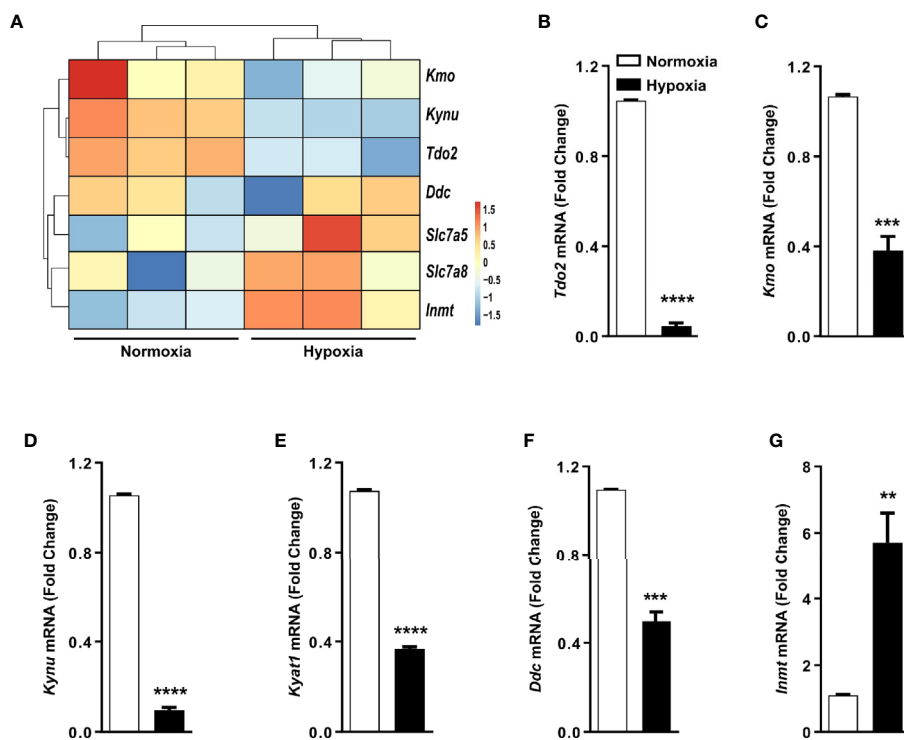 A
Kmo
Kynu
Tdo2
Ddc
Slc7a5
Slc7a8
Inmt
1.5
1
0.5
0
−0.5
−1
−1.5
Normoxia
Hypoxia
B
Normoxia
Hypoxia
Tdo2 mRNA (Fold Change)
1.2
0.8
0.4
0.0
****
C
Kmo mRNA (Fold Change)
1.2
0.8
0.4
0.0
***
D
Kynu mRNA (Fold Change)
1.2
0.8
0.4
0.0
****
E
Kyat1 mRNA (Fold Change)
1.2
0.8
0.4
0.0
****
F
Ddc mRNA (Fold Change)
1.2
0.8
0.4
0.0
***
G
Inmt mRNA (Fold Change)
8
6
4
2
0
**